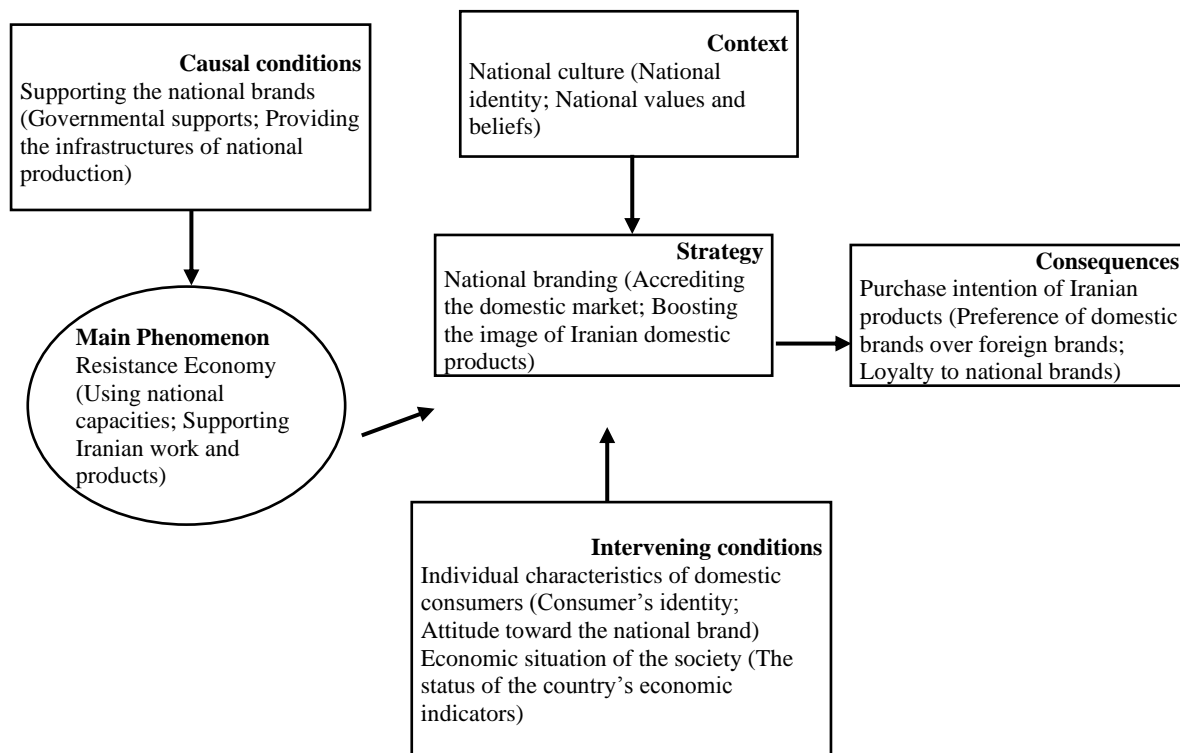 Causal conditions
Supporting the national brands
(Governmental supports; Providing
the infrastructures of national
production)
Context
National culture (National
identity; National values and
beliefs)
Main Phenomenon
Resistance Economy
(Using national
capacities; Supporting
Iranian work and
products)
Strategy
National branding (Accrediting
the domestic market; Boosting
the image of Iranian domestic
products)
Consequences
Purchase intention of Iranian
products (Preference of domestic
brands over foreign brands;
Loyalty to national brands)
Intervening conditions
Individual characteristics of domestic
consumers (Consumer’s identity;
Attitude toward the national brand)
Economic situation of the society (The
status of the country’s economic
indicators)